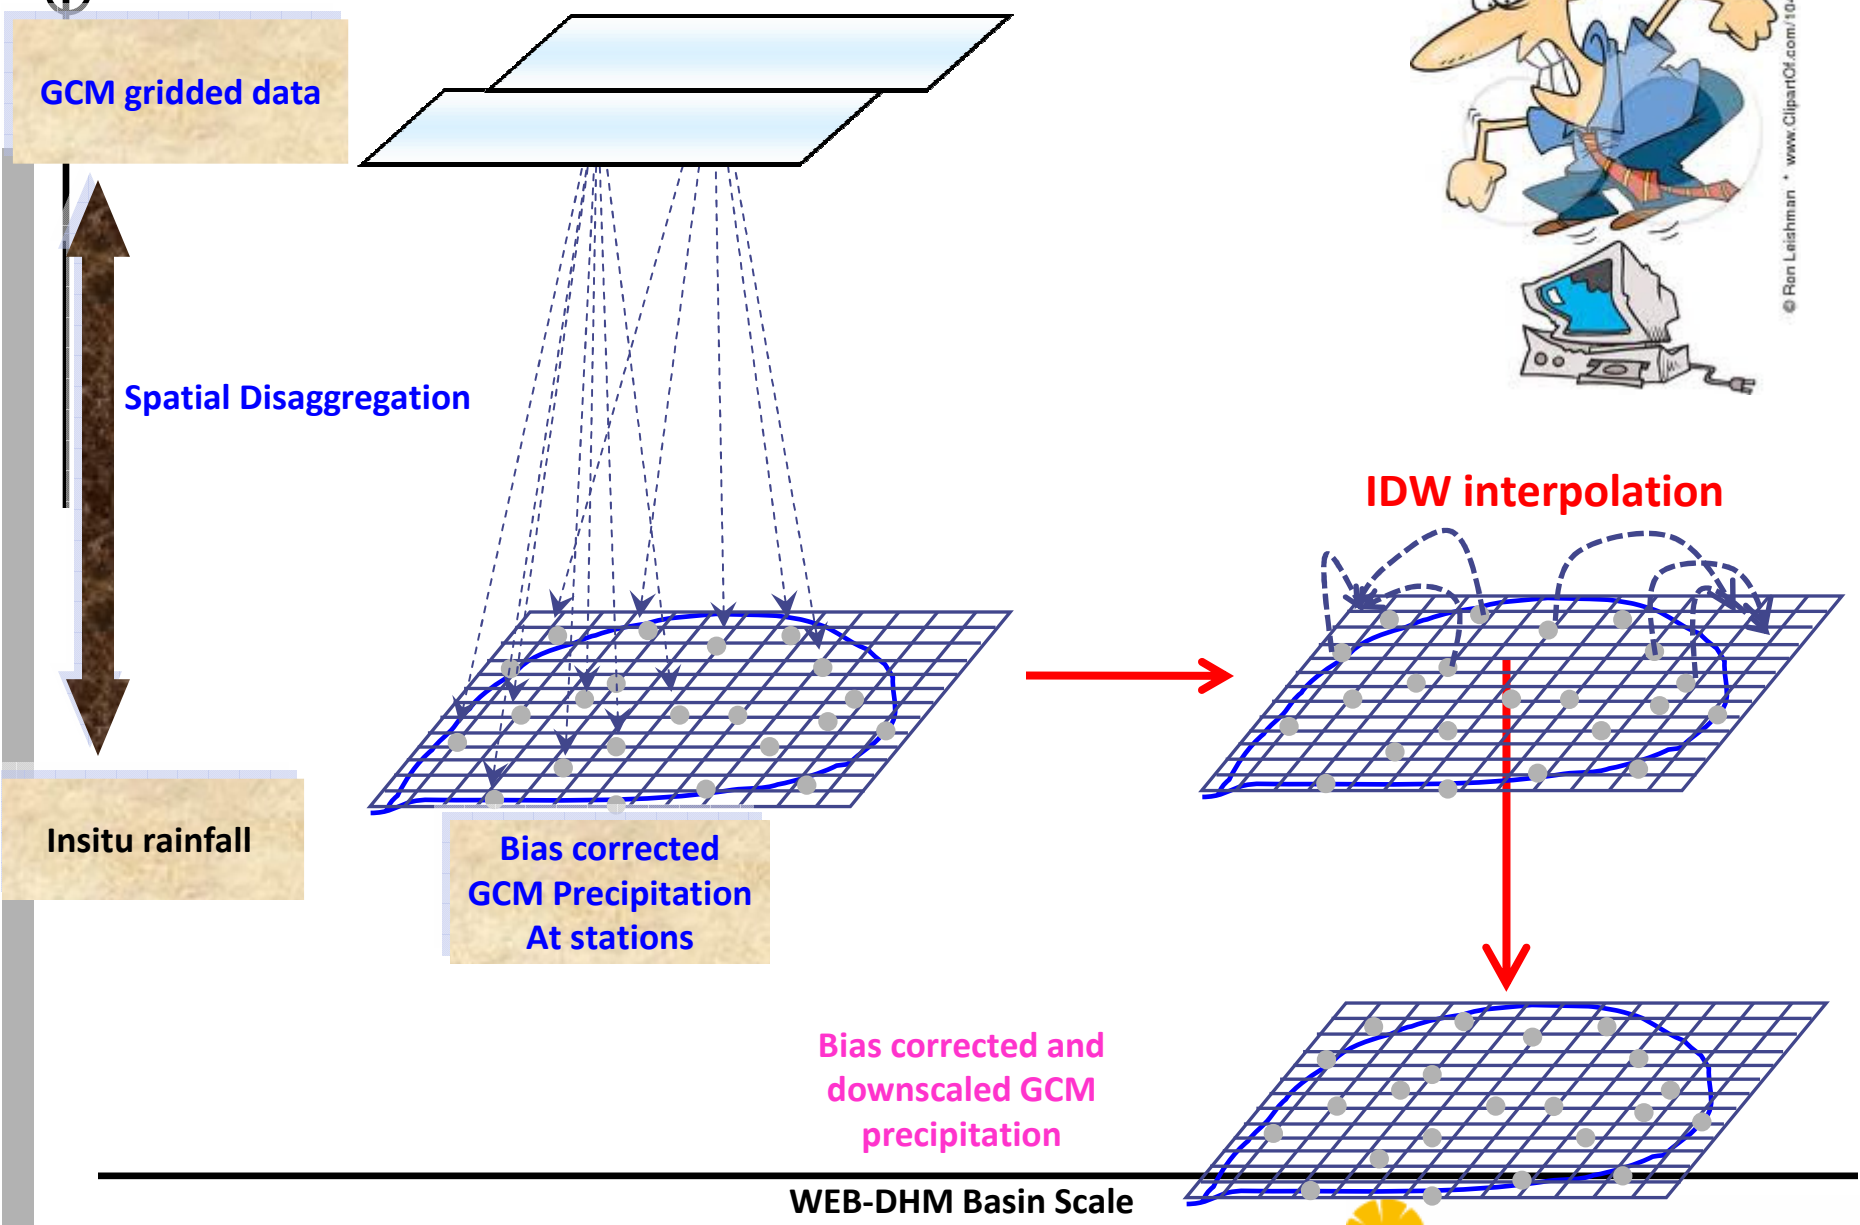 GCM gridded data
Spatial Disaggregation
Insitu rainfall
Bias corrected
GCM Precipitation
At stations
IDW interpolation
Bias corrected and
downscaled GCM
precipitation
WEB-DHM Basin Scale
© Ron Leishman * www.ClipartOf.com/104